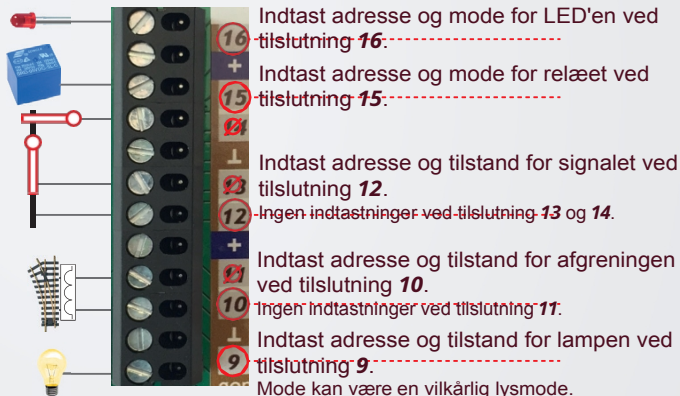 Indtast adresse og mode for LED'en ved
tilslutning 16.
16
+
Indtast adresse og mode for relæet ved
tilslutning 15.
15
14
⊥
Indtast adresse og tilstand for signalet ved
tilslutning 12.
13
12
Ingen indtastninger ved tilslutning 13 og 14.
+
Indtast adresse og tilstand for afgreningen
ved tilslutning 10.
11
10
Ingen indtastninger ved tilslutning 11.
⊥
Indtast adresse og tilstand for lampen ved
tilslutning 9.
9
Mode kan være en vilkårlig lysmode.